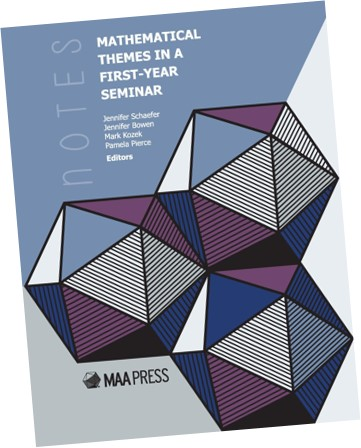 NOTES
MATHEMATICAL
THEMES IN A
FIRST-YEAR
SEMINAR
Jennifer Schaefer
Jennifer Bowen
Mark Kozek
Pamela Pierce
Editors
MAA PRESS